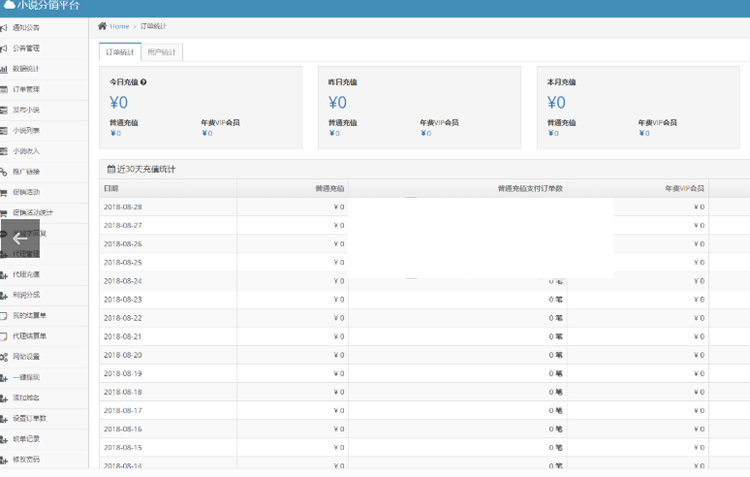 小说分销平台
通知公告
公告管理
数据统计
订单管理
发布小说
小说列表
小说收入
推广链接
促销活动
促销活动统计
代理管理
代理充值
利润分成
我的结算单
代理结算单
网站设置
一键提现
添加域名
设置订单数
修改密码
Home > 订单统计
订单统计 用户统计
今日充值
¥0
普通充值 年费VIP会员
¥0 ¥0
昨日充值
¥0
普通充值 年费VIP会员
¥0 ¥0
本月充值
¥0
普通充值 年费VIP会员
¥0 ¥0
近30天充值统计
日期 普通充值 普通充值支付订单数 年费VIP会员
2018-08-28 ¥ 0 ¥ 0
2018-08-27 ¥ 0 ¥ 0
2018-08-26 ¥ 0 ¥ 0
2018-08-25 ¥ 0 ¥ 0
2018-08-24 ¥ 0 0 笔 ¥ 0
2018-08-23 ¥ 0 0 笔 ¥ 0
2018-08-22 ¥ 0 0 笔 ¥ 0
2018-08-21 ¥ 0 0 笔 ¥ 0
2018-08-20 ¥ 0 0 笔 ¥ 0
2018-08-19 ¥ 0 0 笔 ¥ 0
2018-08-18 ¥ 0 0 笔 ¥ 0
2018-08-17 ¥ 0 0 笔 ¥ 0
2018-08-16 ¥ 0 0 笔 ¥ 0
2018-08-15 ¥ 0 0 笔 ¥ 0
2018-08-14 ¥ 0 0 笔 ¥ 0